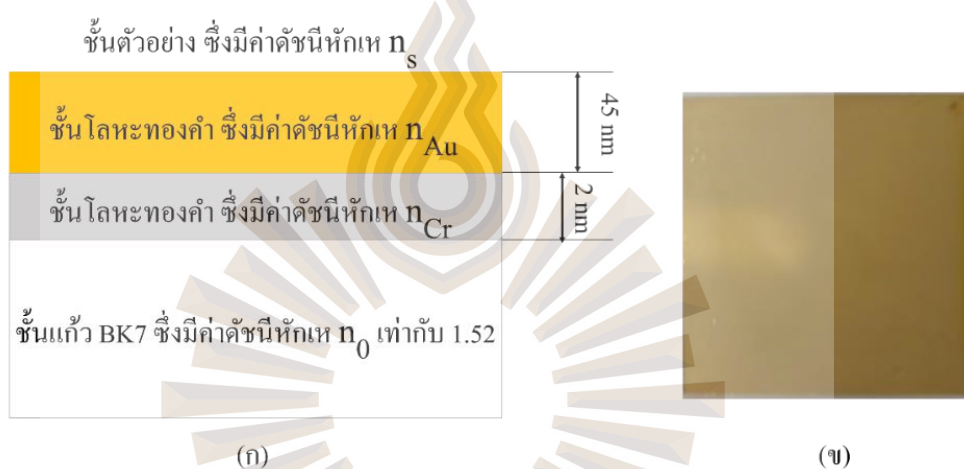 ชั้นตัวอย่าง ซึ่งมีค่าดัชนีหักเห ns
ชั้นโลหะทองคำ ซึ่งมีค่าดัชนีหักเห nAu
45 nm
ชั้นโลหะทองคำ ซึ่งมีค่าดัชนีหักเห nCr
2 nm
ชั้นแก้ว BK7 ซึ่งมีค่าดัชนีหักเห n0 เท่ากับ 1.52
(ก)
(ข)